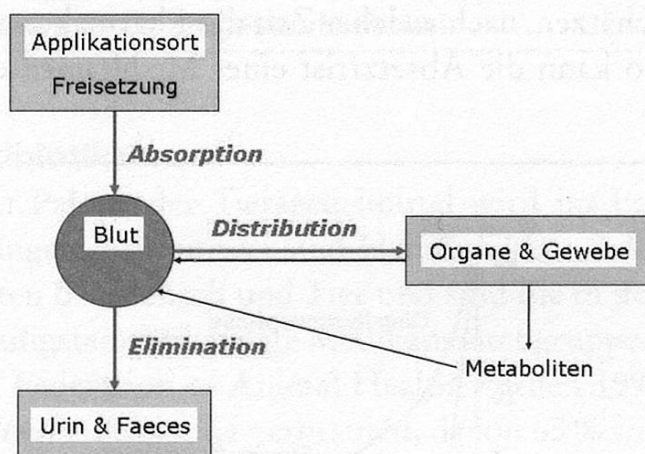 Applikationsort
Freisetzung
Absorption
Blut
Distribution
Organe & Gewebe
Elimination
Metaboliten
Urin & Faeces